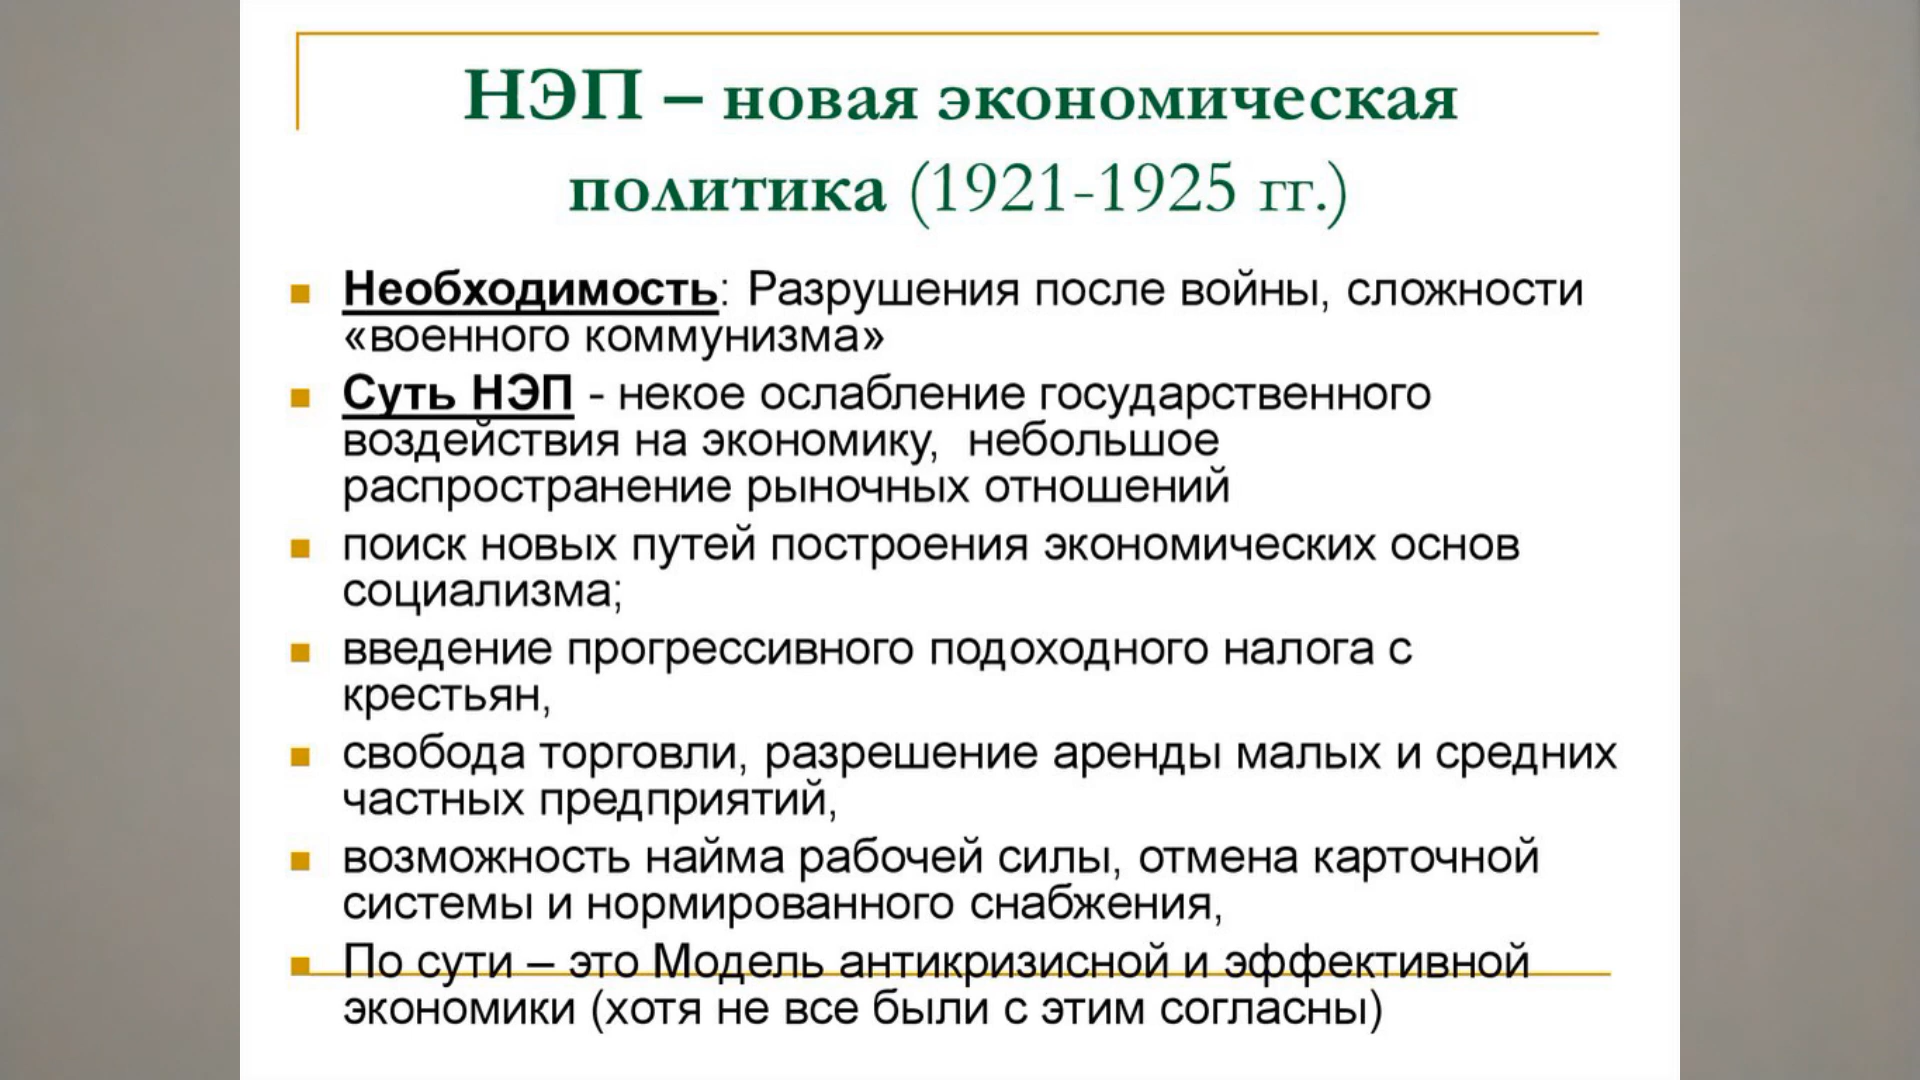 НЭП – новая экономическая
политика (1921-1925 гг.)
Необходимость: Разрушения после войны, сложности
«военного коммунизма»
Суть НЭП - некое ослабление государственного
воздействия на экономику,  небольшое
распространение рыночных отношений
поиск новых путей построения экономических основ
социализма;
введение прогрессивного подоходного налога с
крестьян,
свобода торговли, разрешение аренды малых и средних
частных предприятий,
возможность найма рабочей силы, отмена карточной
системы и нормированного снабжения,
По сути – это Модель антикризисной и эффективной
экономики (хотя не все были с этим согласны)